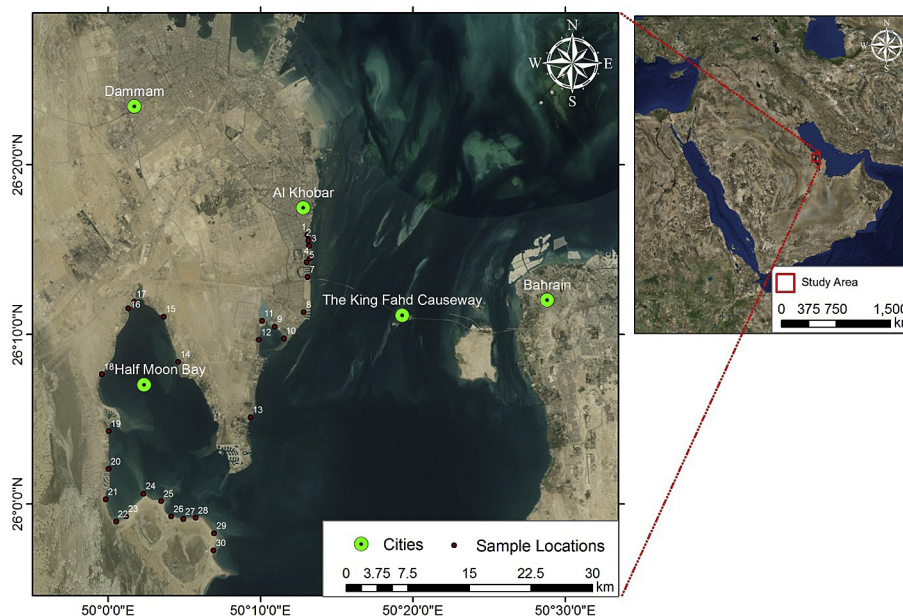 N
W E
S
Dammam
Al Khobar
1
2
3
4
5
7
8
9
10
11
12
13
14
15
16
17
18
19
20
21
22
23
24
25
26
27
28
29
30
Half Moon Bay
The King Fahd Causeway
Bahrain
26°20'0"N
26°10'0"N
26°0'0"N
50°0'0"E
50°10'0"E
50°20'0"E
50°30'0"E
Cities
Sample Locations
0 3.75 7.5 15 22.5 30
km
N
W E
S
Study Area
0 375 750 1,500
km